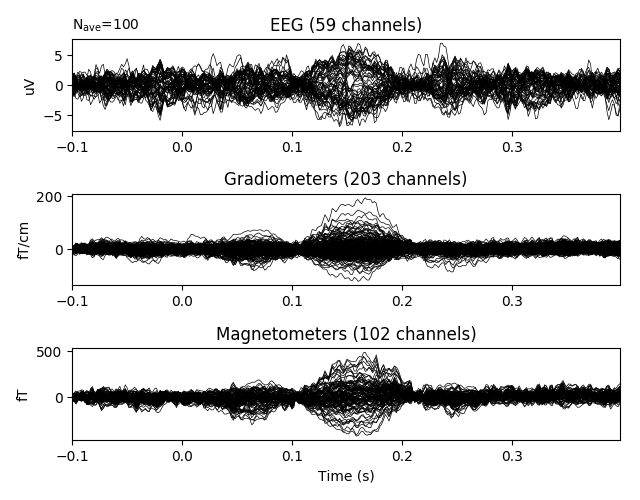 N_ave=100
EEG (59 channels)
5
0
−5
uV
−0.1 0.0 0.1 0.2 0.3
Gradiometers (203 channels)
200
0
fT/cm
−0.1 0.0 0.1 0.2 0.3
Magnetometers (102 channels)
500
0
fT
−0.1 0.0 0.1 0.2 0.3
Time (s)